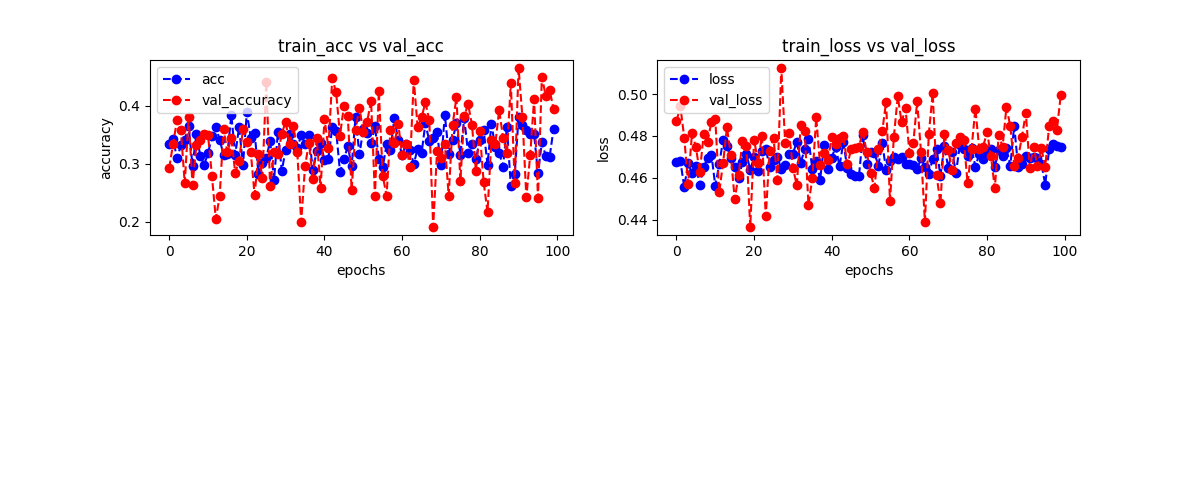 train_acc vs val_acc
acc
val_accuracy
accuracy
0.4
0.3
0.2
0 20 40 60 80 100
epochs
train_loss vs val_loss
loss
val_loss
loss
0.50
0.48
0.46
0.44
0 20 40 60 80 100
epochs